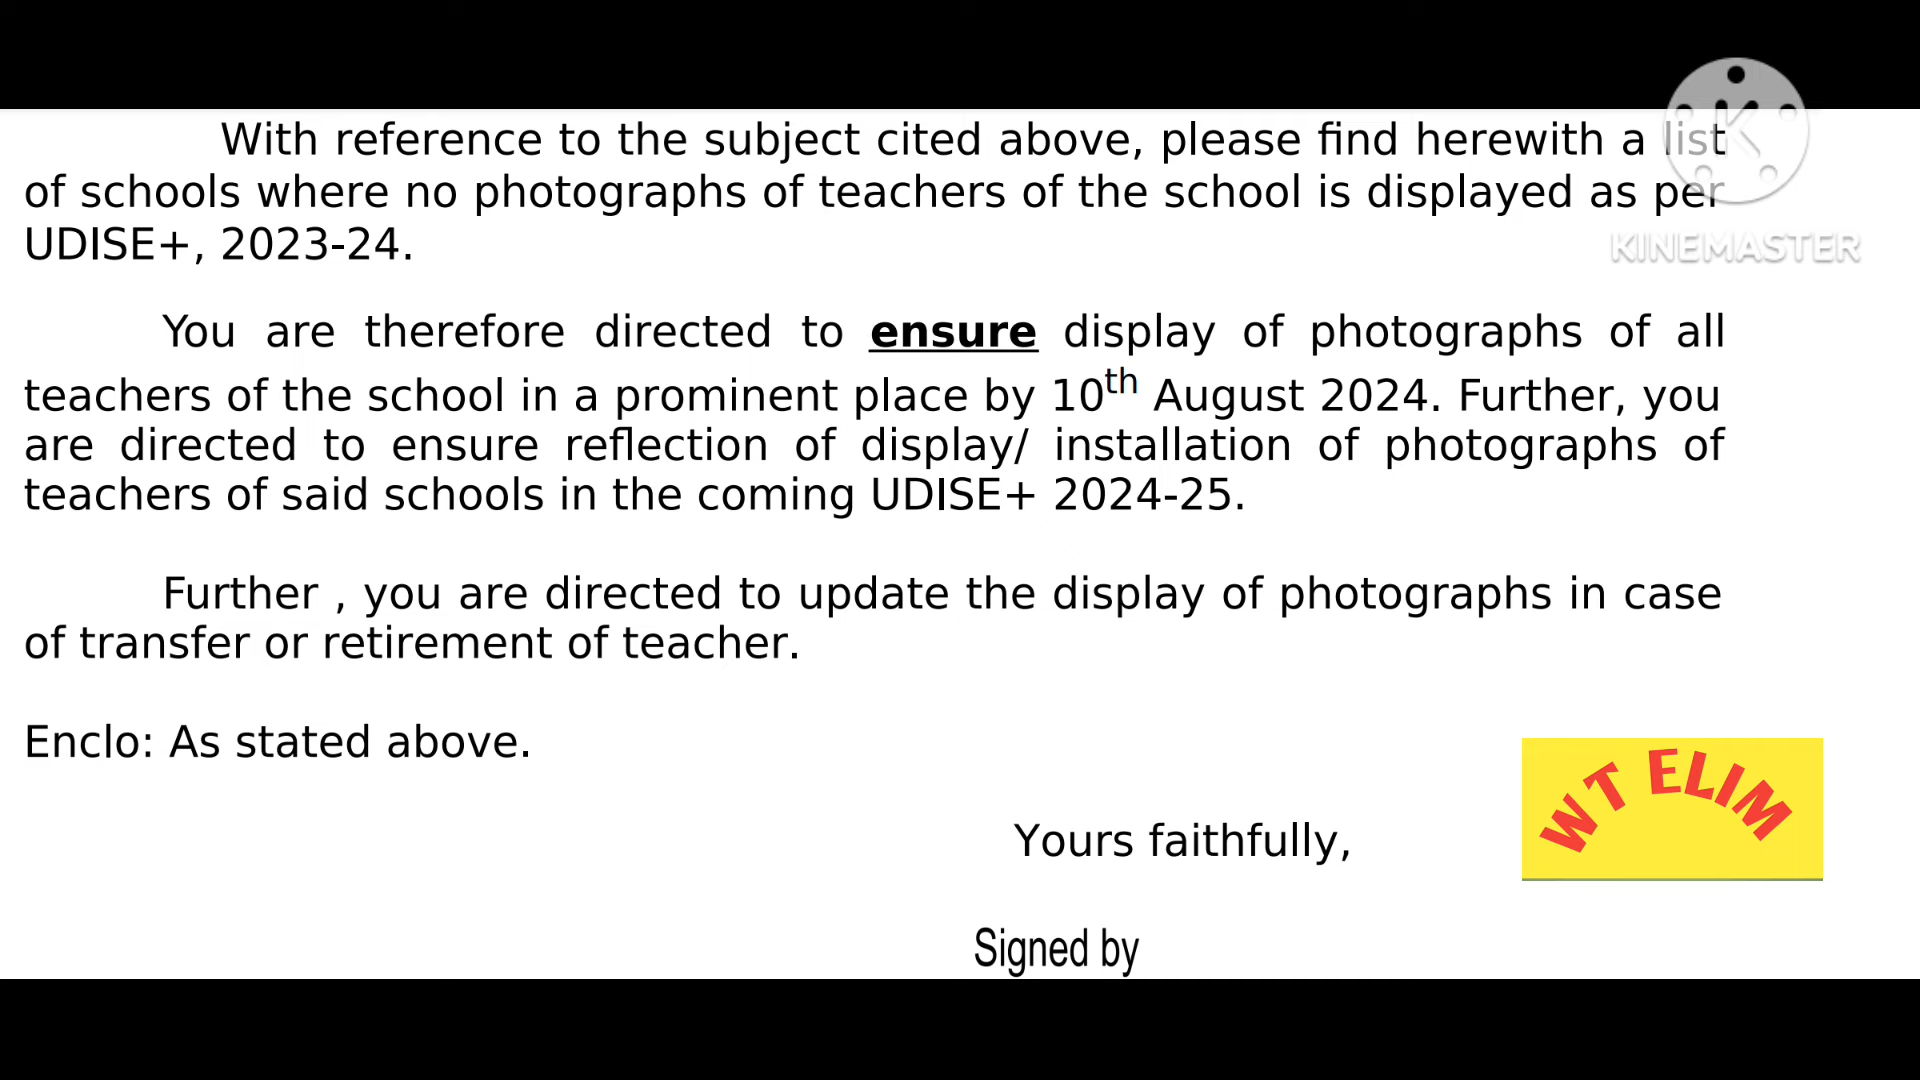 With reference to the subject cited above, please find herewith a list
of schools where no photographs of teachers of the school is displayed as per
UDISE+, 2023-24.
KINEMASTER
You are therefore directed to ensure display of photographs of all
teachers of the school in a prominent place by 10th August 2024. Further, you
are directed to ensure reflection of display/ installation of photographs of
teachers of said schools in the coming UDISE+ 2024-25.
Further , you are directed to update the display of photographs in case
of transfer or retirement of teacher.
Enclo: As stated above.
WT ELIM
Yours faithfully,
Signed by